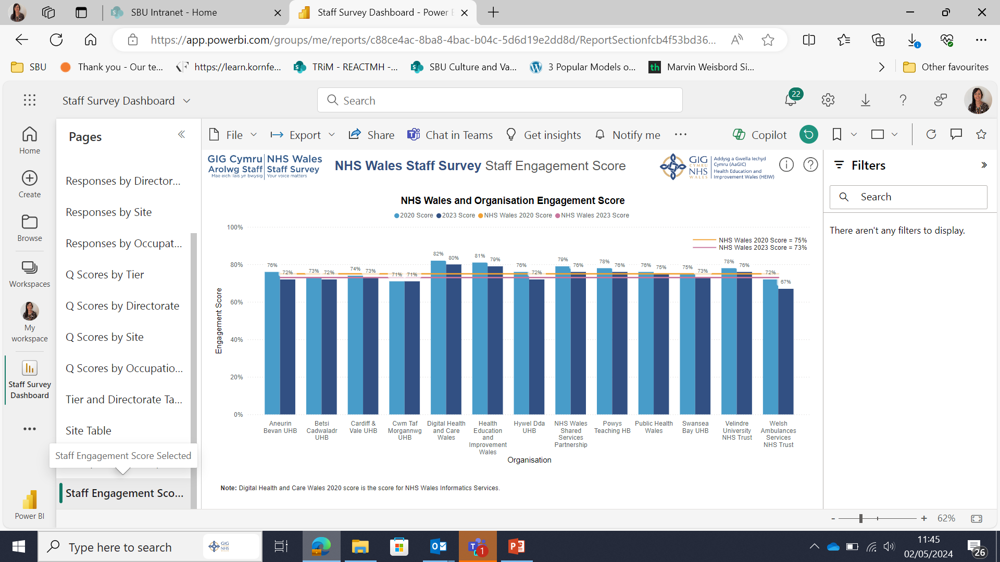 SBU Intranet - Home
Staff Survey Dashboard - Power
https://app.powerbi.com/groups/me/reports/c88ce4ac-8ba8-4bac-b04c-5d6d19e2dd8d/ReportSectionfcb4f53bd36...
SBU
Thank you - Our te...
https://learn.kornfe...
TRiM - REACTMH -...
SBU Culture and Va...
3 Popular Models o...
th
Marvin Weisbord Si...
Other favourites
Staff Survey Dashboard
Search
22
Home
Create
Browse
Workspaces
My
workspace
Staff Survey
Dashboard
Power BI
Pages
Responses by Director...
Responses by Site
Responses by Occupat...
Q Scores by Tier
Q Scores by Directorate
Q Scores by Site
Q Scores by Occupatio...
Tier and Directorate Ta...
Site Table
Staff Engagement Score Selected
Staff Engagement Sco...
File
Export
Share
Chat in Teams
Get insights
Notify me
Copilot
GIG Cymru NHS Wales
Arolwg Staff Staff Survey
Mae eich llais yn bwysig Your voice matters
NHS Wales Staff Survey Staff Engagement Score
GIG
CYMRU
NHS
WALES
Addysg a Gwella Iechyd
Cymru (AaGIC)
Health Education and
Improvement Wales (HEIW)
NHS Wales and Organisation Engagement Score
2020 Score 2023 Score NHS Wales 2020 Score NHS Wales 2023 Score
NHS Wales 2020 Score = 75%
NHS Wales 2023 Score = 73%
Engagement Score
100%
80%
60%
40%
20%
0%
76% 72% 73% 72% 74% 73% 71% 71% 82% 80% 81% 79% 76% 72% 79% 76% 78% 76% 76% 75% 75% 73% 78% 76% 72% 67%
Aneurin
Bevan UHB
Betsi
Cadwaladr
UHB
Cardiff &
Vale UHB
Cwm Taf
Morgannwg
UHB
Digital Health
and Care
Wales
Health
Education
and
Improvement
Wales
Hywel Dda
UHB
NHS Wales
Shared
Services
Partnership
Powys
Teaching HB
Public Health
Wales
Swansea
Bay UHB
Velindre
University
NHS Trust
Welsh
Ambulances
Services
NHS Trust
Organisation
Note: Digital Health and Care Wales 2020 score is the score for NHS Wales Informatics Services.
Filters
Search
There aren't any filters to display.
- + 62%
Type here to search
GIG
NHS
1
11:45
02/05/2024
26